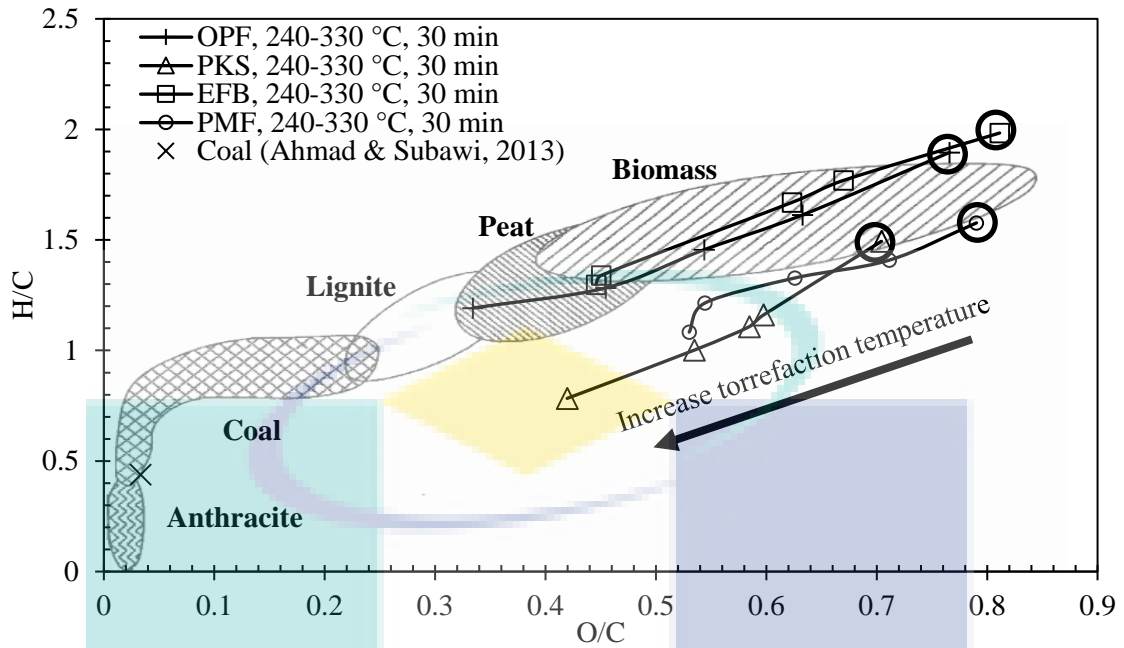 2.5
2
1.5
1
0.5
0
H/C
OPF, 240-330 °C, 30 min
PKS, 240-330 °C, 30 min
EFB, 240-330 °C, 30 min
PMF, 240-330 °C, 30 min
Coal (Ahmad & Subawi, 2013)
Biomass
Peat
Lignite
Coal
Anthracite
Increase torrefaction temperature
0 0.1 0.2 0.3 0.4 0.5 0.6 0.7 0.8 0.9
O/C